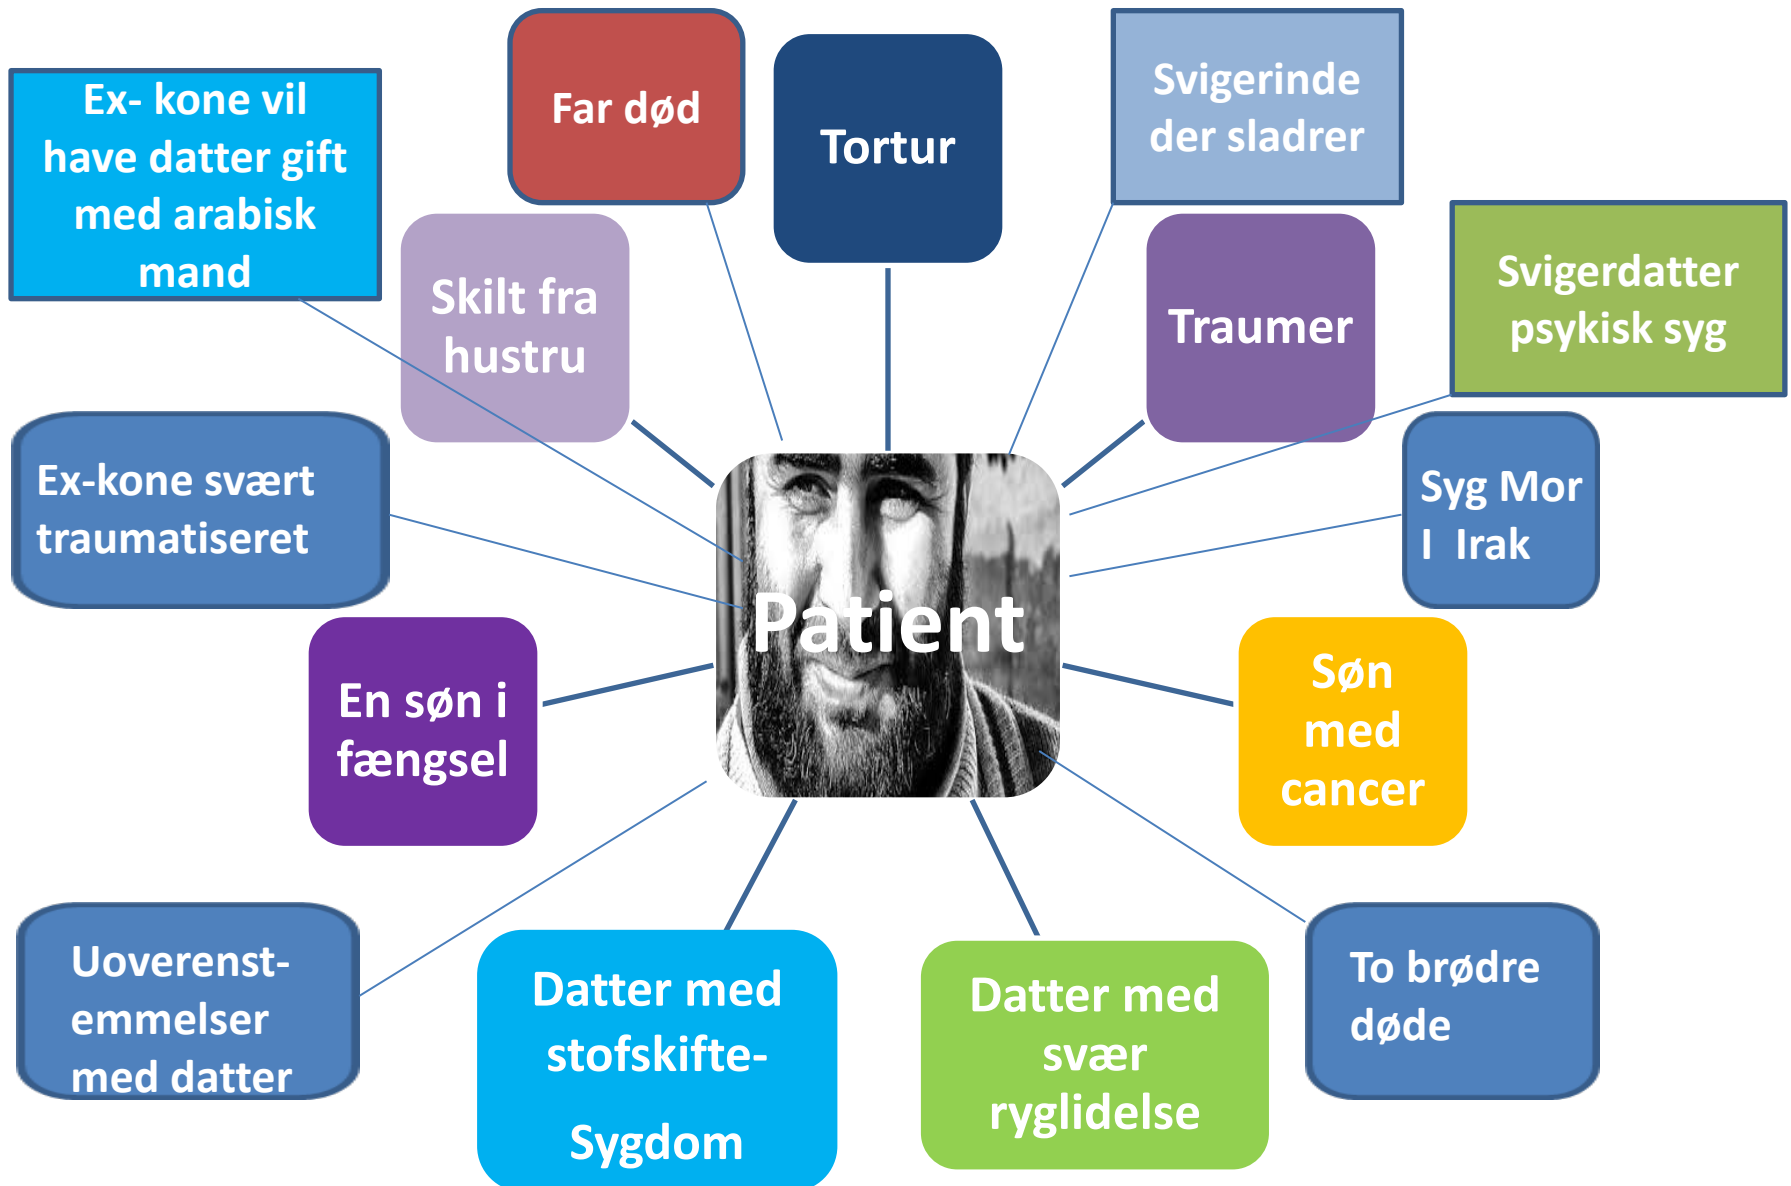 Ex- kone vil
have datter gift
med arabisk
mand
Far død
Tortur
Svigerinde
der sladrer
Skilt fra
hustru
Traumer
Svigerdatter
psykisk syg
Ex-kone svært
traumatiseret
Syg Mor
I Irak
Patient
En søn i
fængsel
Søn
med
cancer
Uoverenst-
emmelser
med datter
Datter med
stofskifte-
Sygdom
Datter med
svær
ryglidelse
To brødre
døde